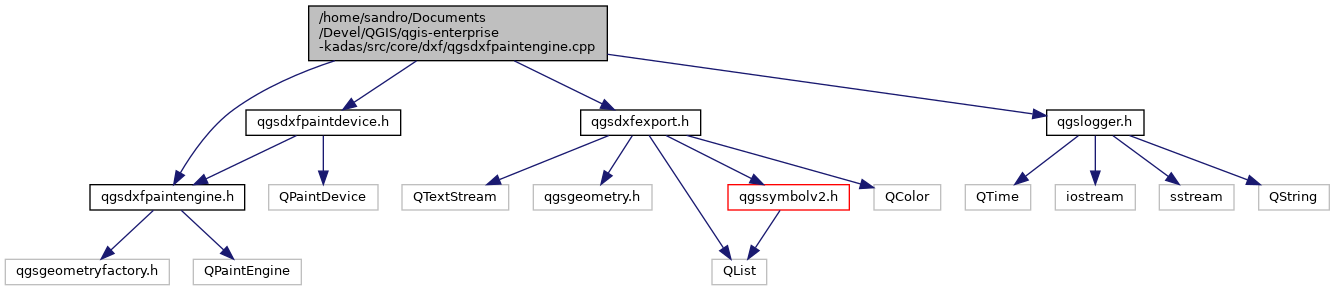 /home/sandro/Documents
/Devel/QGIS/qgis-enterprise
-kadas/src/core/dxf/qgsdxfpaintengine.cpp
qgsdxfpaintdevice.h
qgsdxfexport.h
qgslogger.h
qgsdxfpaintengine.h
QPaintDevice
QTextStream
qgsgeometry.h
qgssymbolv2.h
QColor
QTime
iostream
sstream
QString
qgsgeometryfactory.h
QPaintEngine
QList